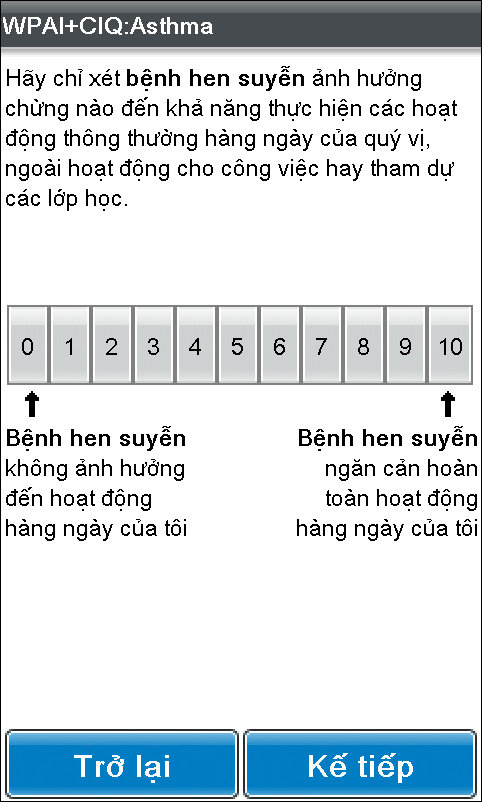 WPAI+CIQ:Asthma
Hãy chỉ xét bệnh hen suyễn ảnh hưởng
chừng nào đến khả năng thực hiện các hoạt
động thông thường hàng ngày của quý vị,
ngoài hoạt động cho công việc hay tham dự
các lớp học.
0 1 2 3 4 5 6 7 8 9 10
Bệnh hen suyễn
không ảnh hưởng
đến hoạt động
hàng ngày của tôi
Bệnh hen suyễn
ngăn cản hoàn
toàn hoạt động
hàng ngày của tôi
Trở lại
Kế tiếp